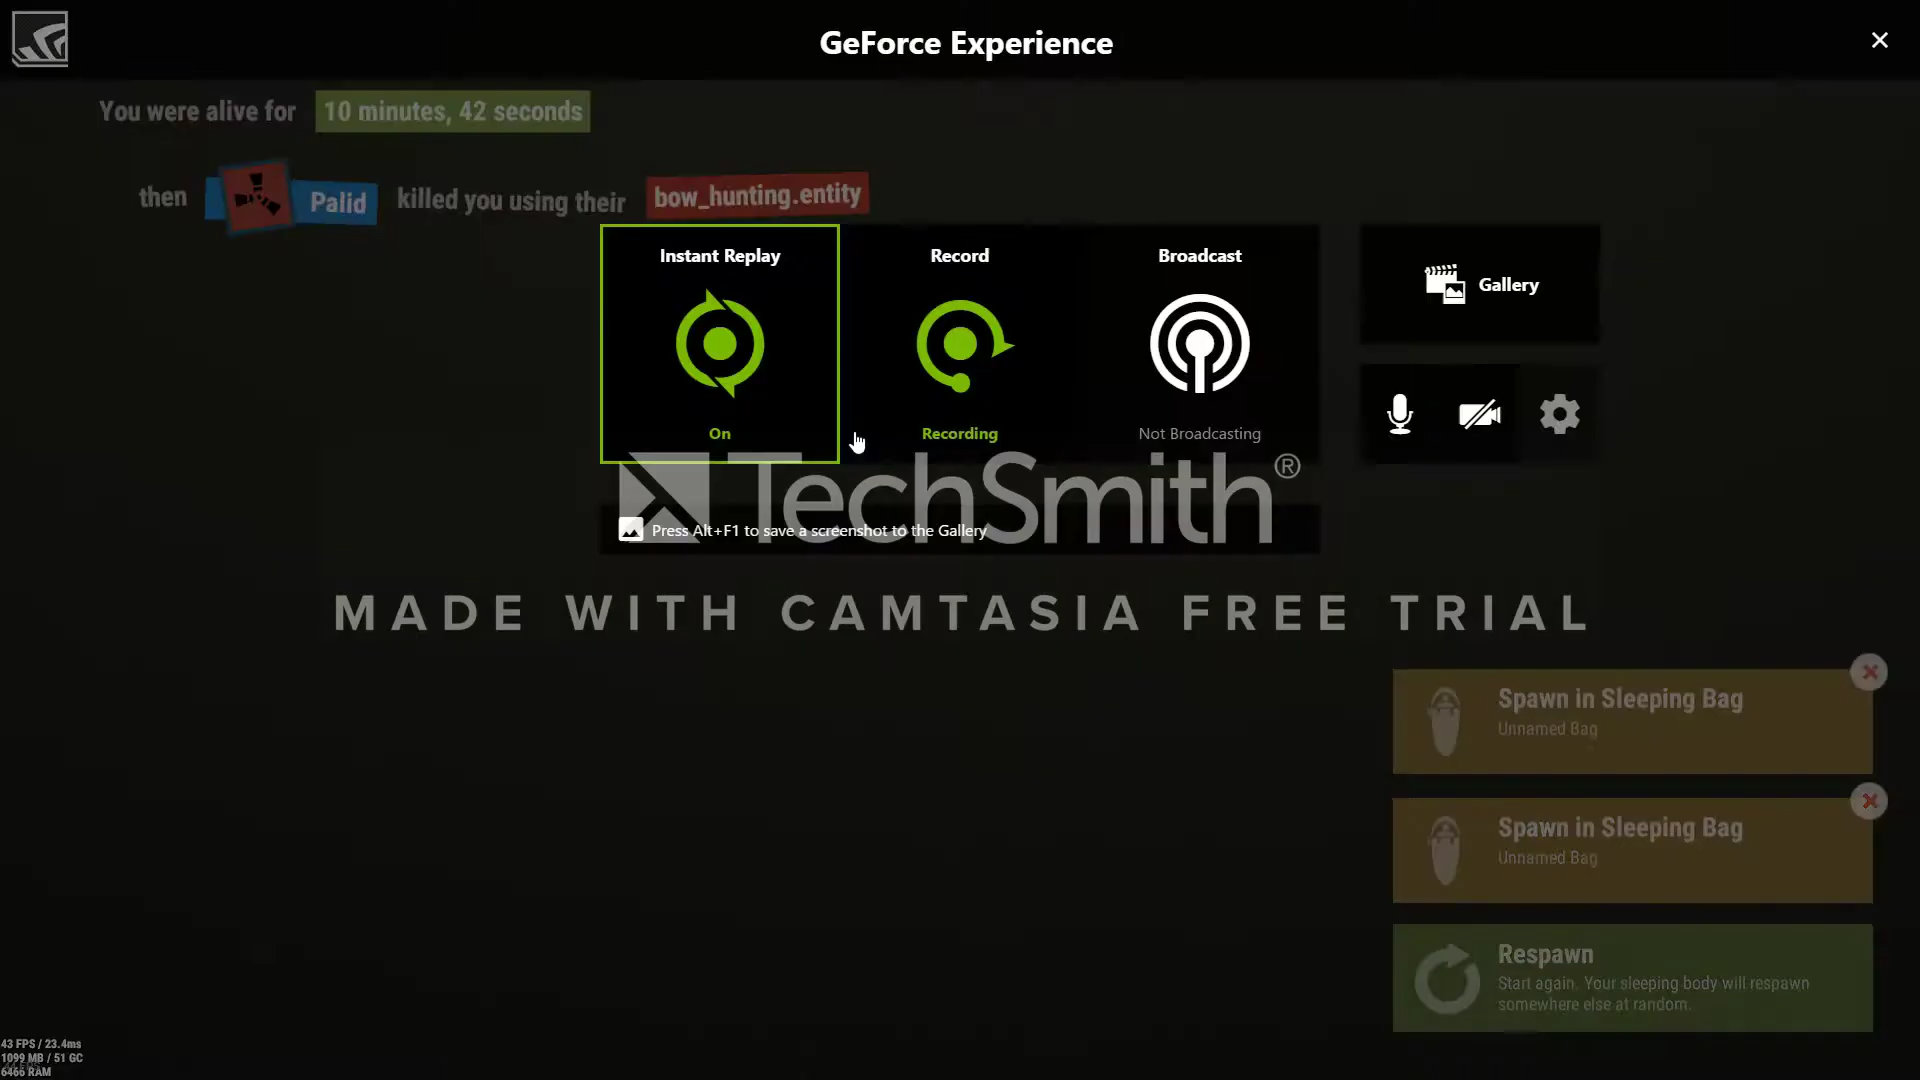 GeForce Experience
You were alive for 10 minutes, 42 seconds
then Palid killed you using their bow_hunting.entity
Instant Replay
On
Record
Recording
Broadcast
Not Broadcasting
Gallery
TechSmith®
Press Alt+F1 to save a screenshot to the Gallery
MADE WITH CAMTASIA FREE TRIAL
Spawn in Sleeping Bag
Unnamed Bag
Spawn in Sleeping Bag
Unnamed Bag
Respawn
Start again. Your sleeping body will respawn
somewhere else at random.
43 FPS / 23.4ms
1099 MB / 51 GC
6466 RAM